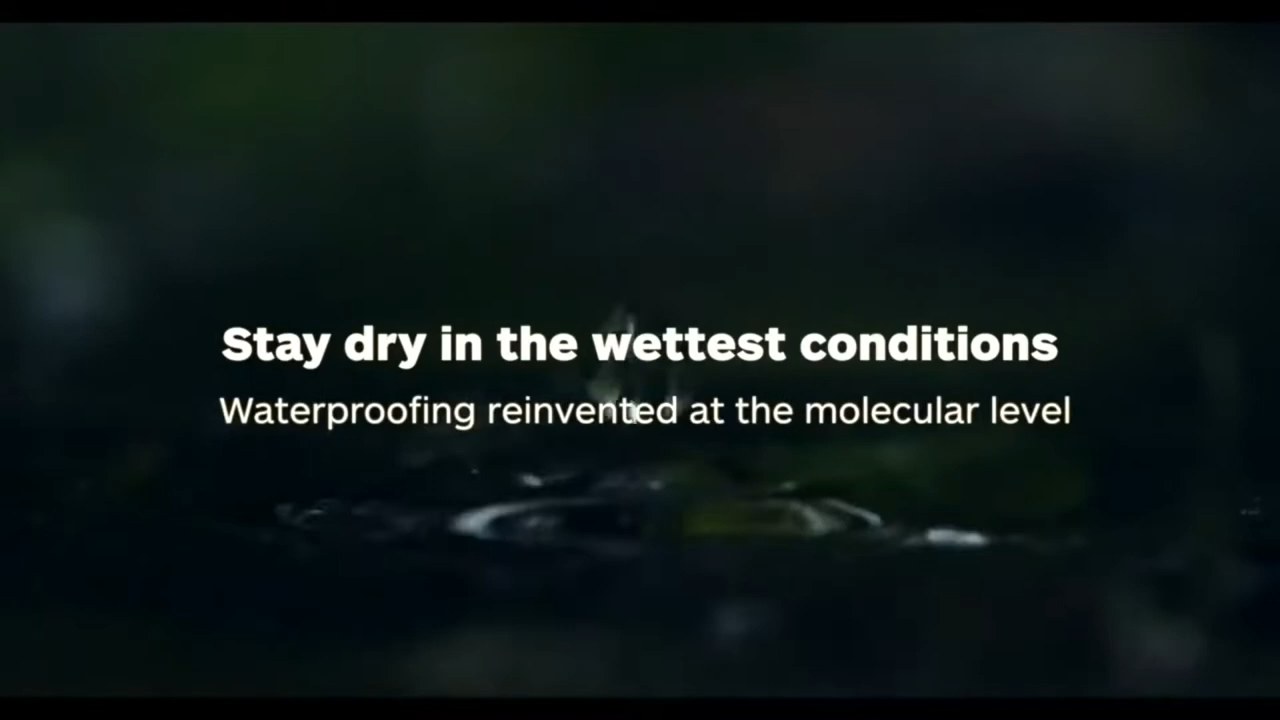 Stay dry in the wettest conditions
Waterproofing reinvented at the molecular level